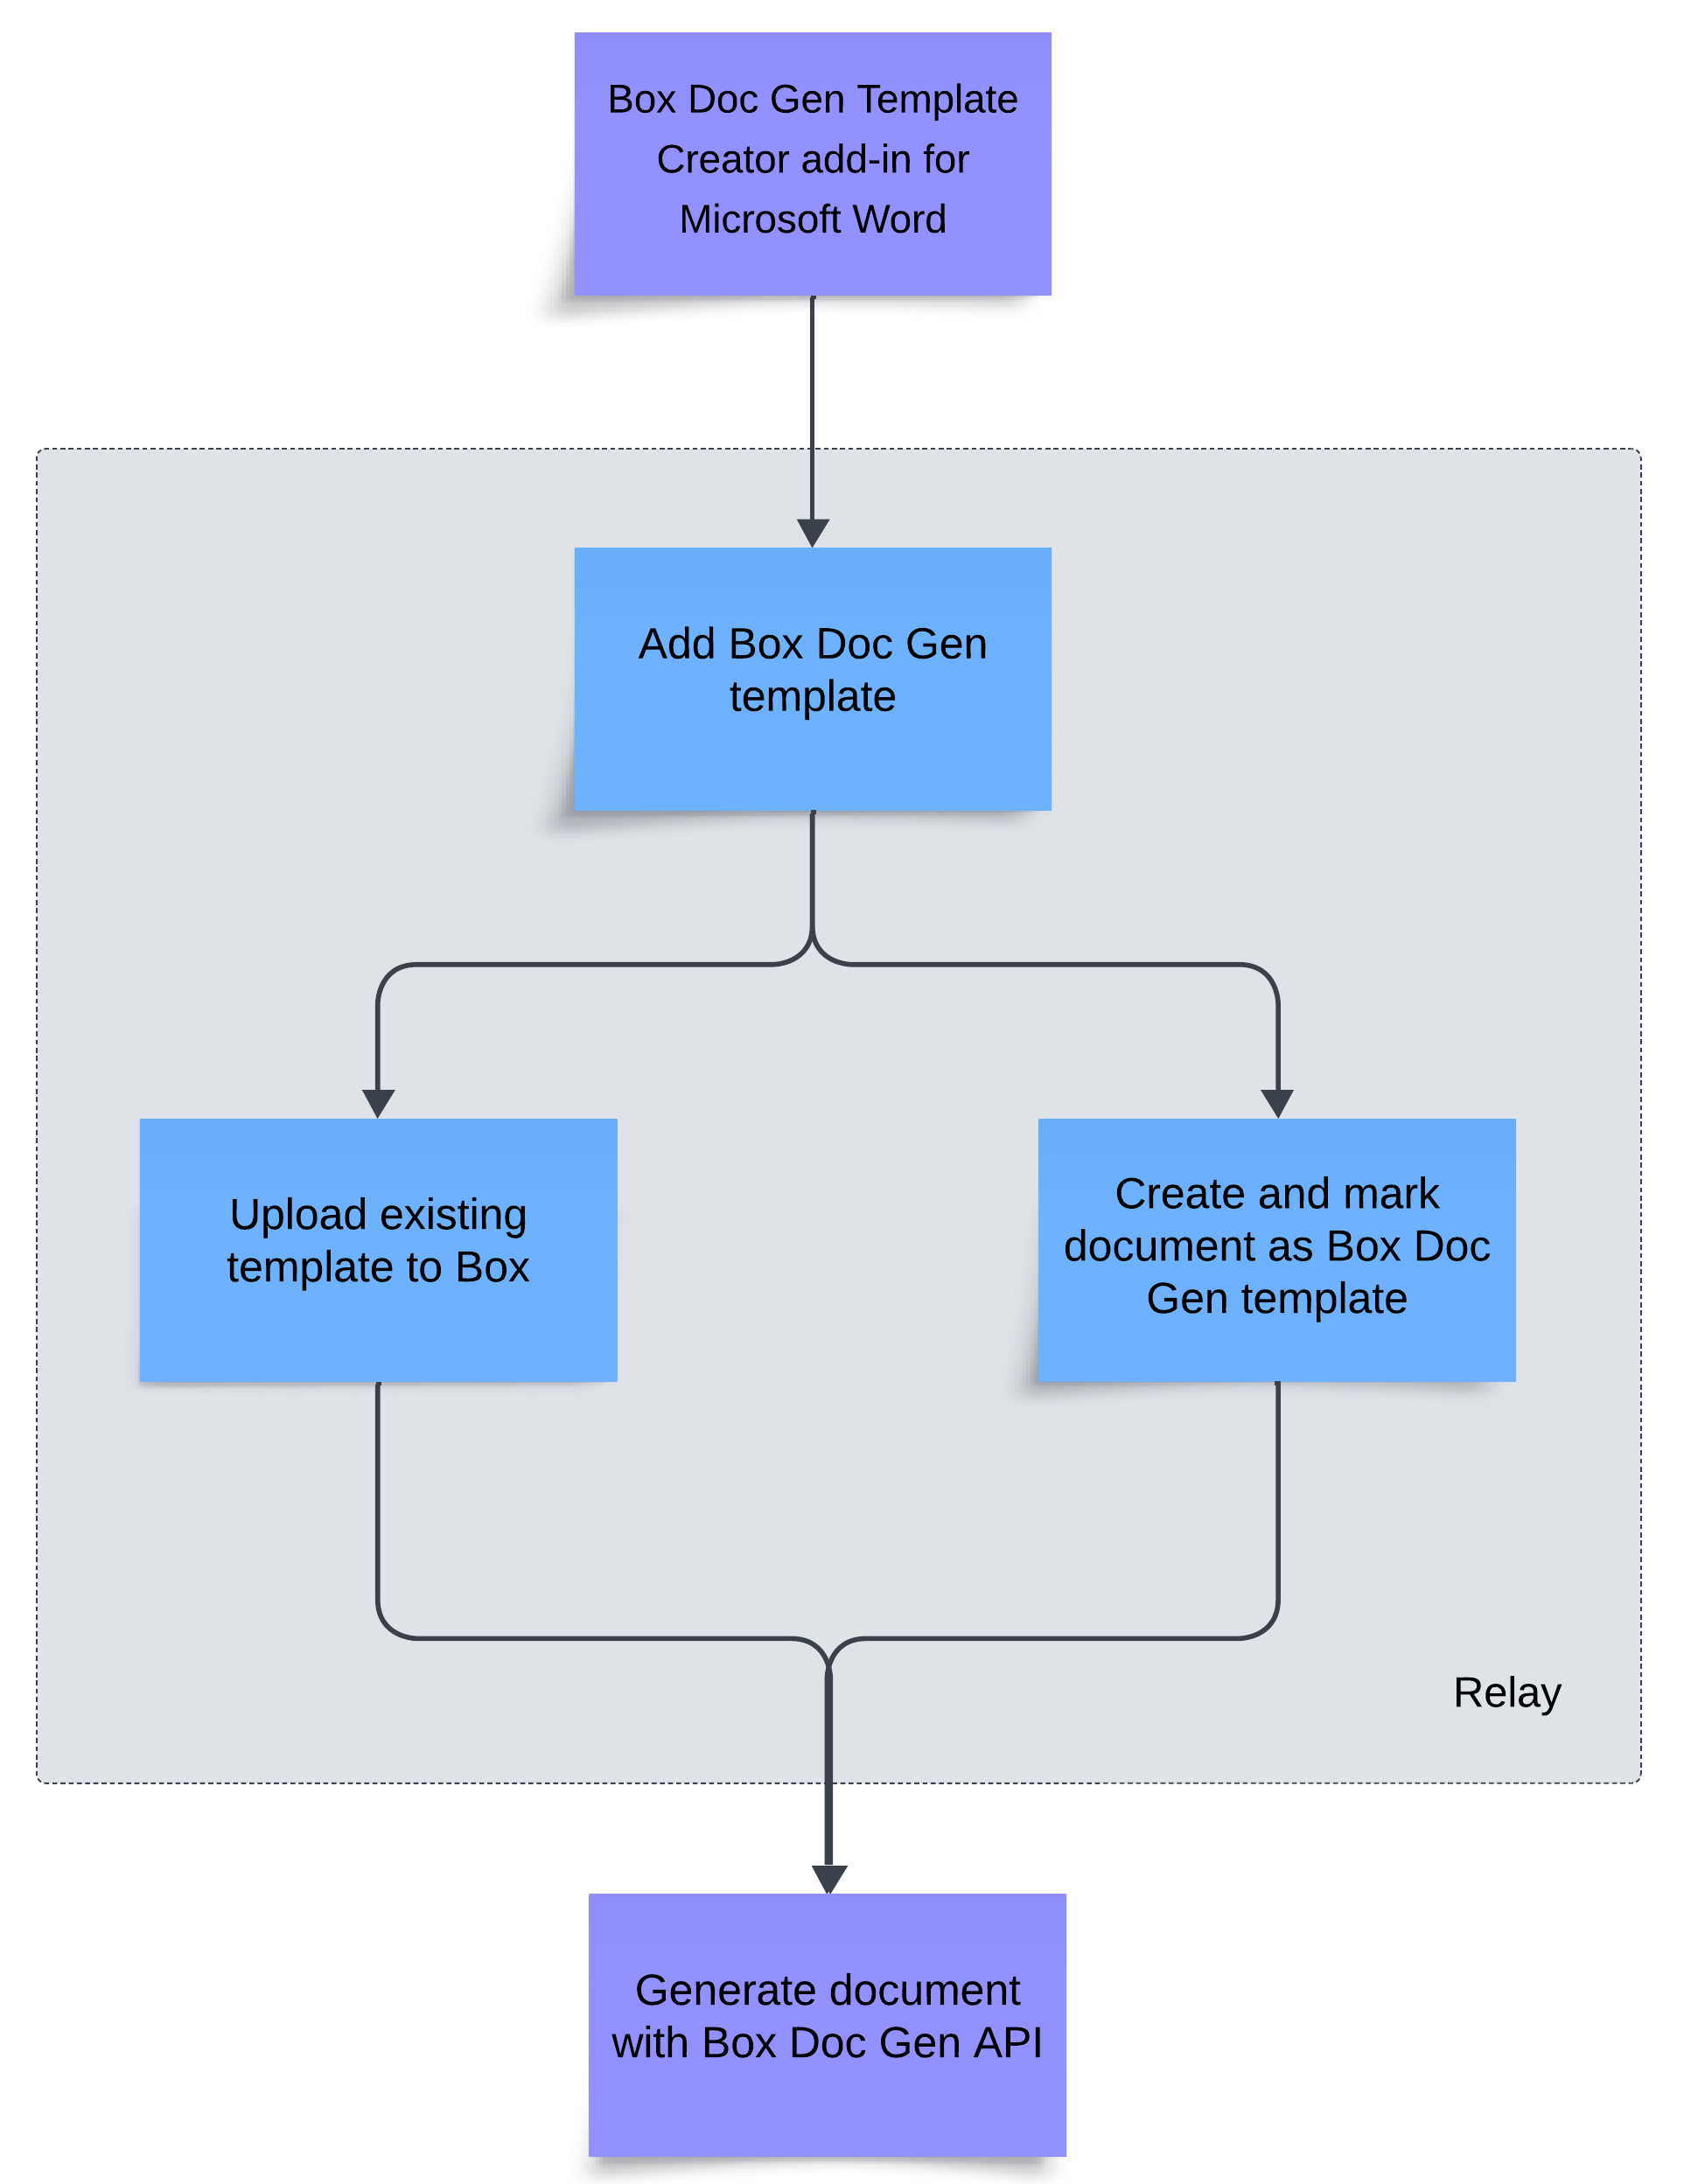 Box Doc Gen Template
Creator add-in for
Microsoft Word
Add Box Doc Gen
template
Upload existing
template to Box
Create and mark
document as Box Doc
Gen template
Relay
Generate document
with Box Doc Gen API